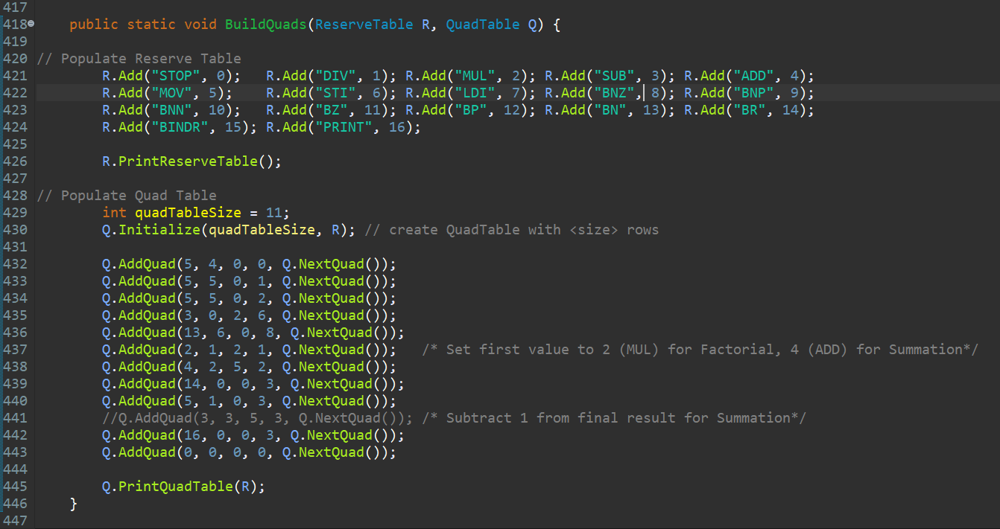 417
418 public static void BuildQuads(ReserveTable R, QuadTable Q) {
419
420 // Populate Reserve Table
421 R.Add("STOP", 0);   R.Add("DIV", 1); R.Add("MUL", 2); R.Add("SUB", 3); R.Add("ADD", 4);
422 R.Add("MOV", 5);    R.Add("STI", 6); R.Add("LDI", 7); R.Add("BNZ", 8); R.Add("BNP", 9);
423 R.Add("BNN", 10);   R.Add("BZ", 11); R.Add("BP", 12); R.Add("BN", 13); R.Add("BR", 14);
424 R.Add("BINDR", 15); R.Add("PRINT", 16);
425
426 R.PrintReserveTable();
427
428 // Populate Quad Table
429 int quadTableSize = 11;
430 Q.Initialize(quadTableSize, R); // create QuadTable with <size> rows
431
432 Q.AddQuad(5, 4, 0, 0, Q.NextQuad());
433 Q.AddQuad(5, 5, 0, 1, Q.NextQuad());
434 Q.AddQuad(5, 5, 0, 2, Q.NextQuad());
435 Q.AddQuad(3, 0, 2, 6, Q.NextQuad());
436 Q.AddQuad(13, 6, 0, 8, Q.NextQuad());
437 Q.AddQuad(2, 1, 2, 1, Q.NextQuad());   /* Set first value to 2 (MUL) for Factorial, 4 (ADD) for Summation*/
438 Q.AddQuad(4, 2, 5, 2, Q.NextQuad());
439 Q.AddQuad(14, 0, 0, 3, Q.NextQuad());
440 Q.AddQuad(5, 1, 0, 3, Q.NextQuad());
441 //Q.AddQuad(3, 3, 5, 3, Q.NextQuad()); /* Subtract 1 from final result for Summation*/
442 Q.AddQuad(16, 0, 0, 3, Q.NextQuad());
443 Q.AddQuad(0, 0, 0, 0, Q.NextQuad());
444
445 Q.PrintQuadTable(R);
446 }
447